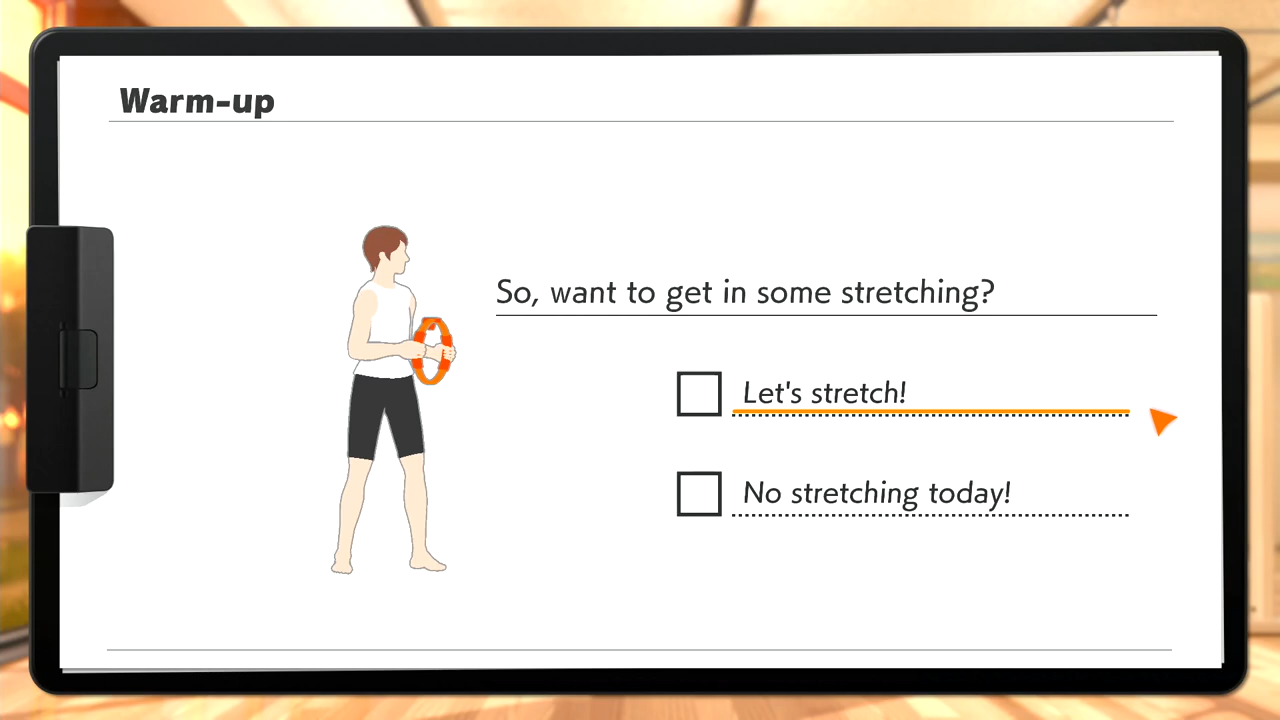 Warm-up
So, want to get in some stretching?
Let's stretch!
No stretching today!